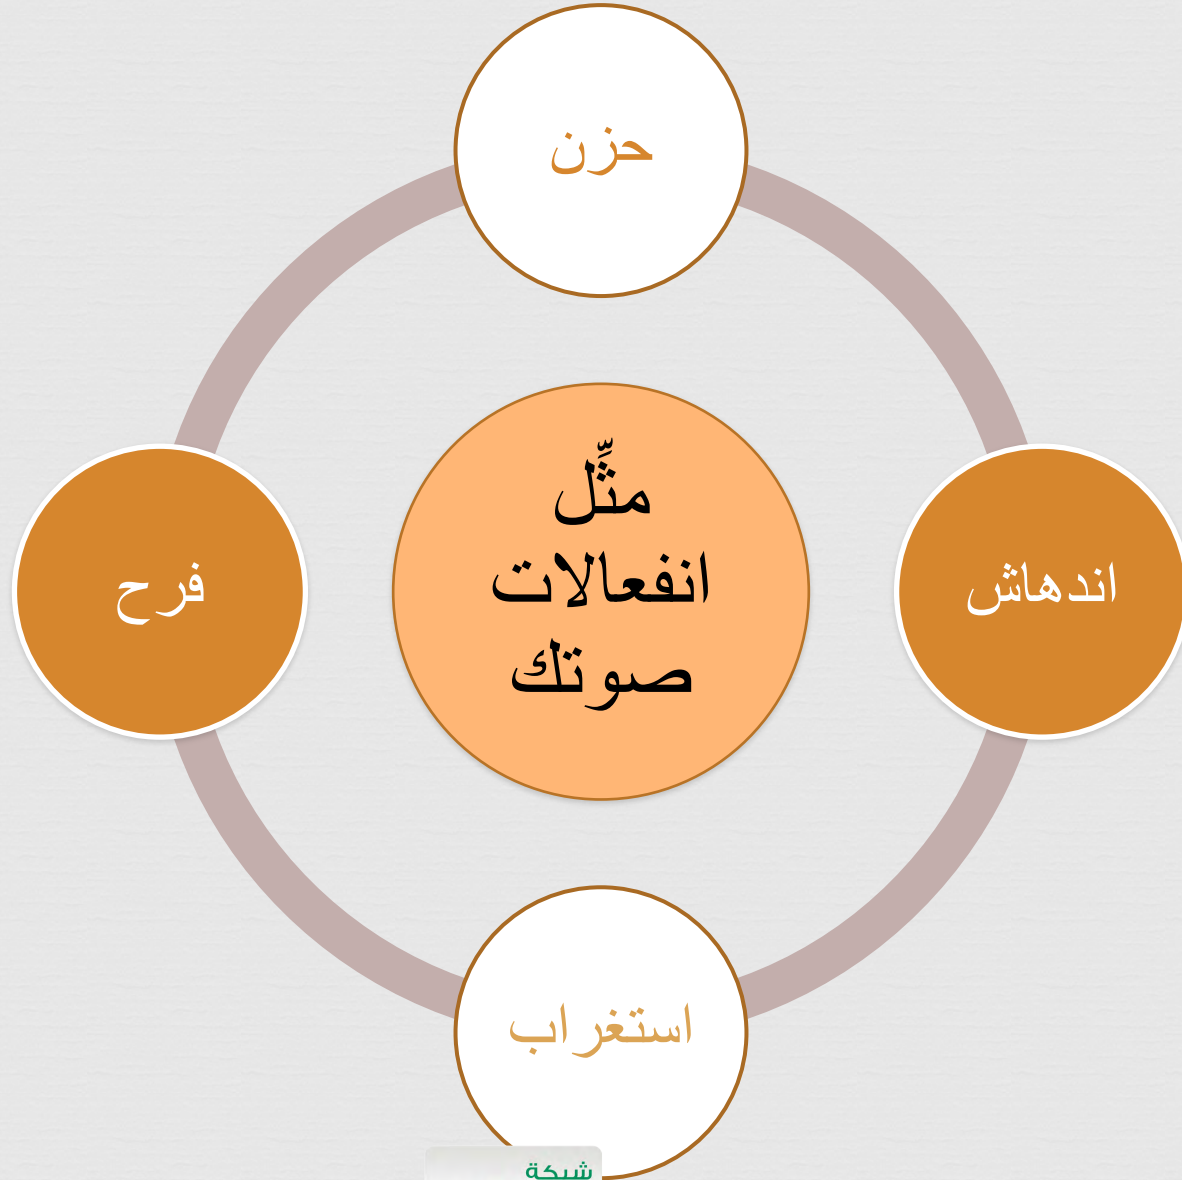 حزن
مثِّل
انفعالات
صوتك
اندهاش
فرح
استغراب
شبكة